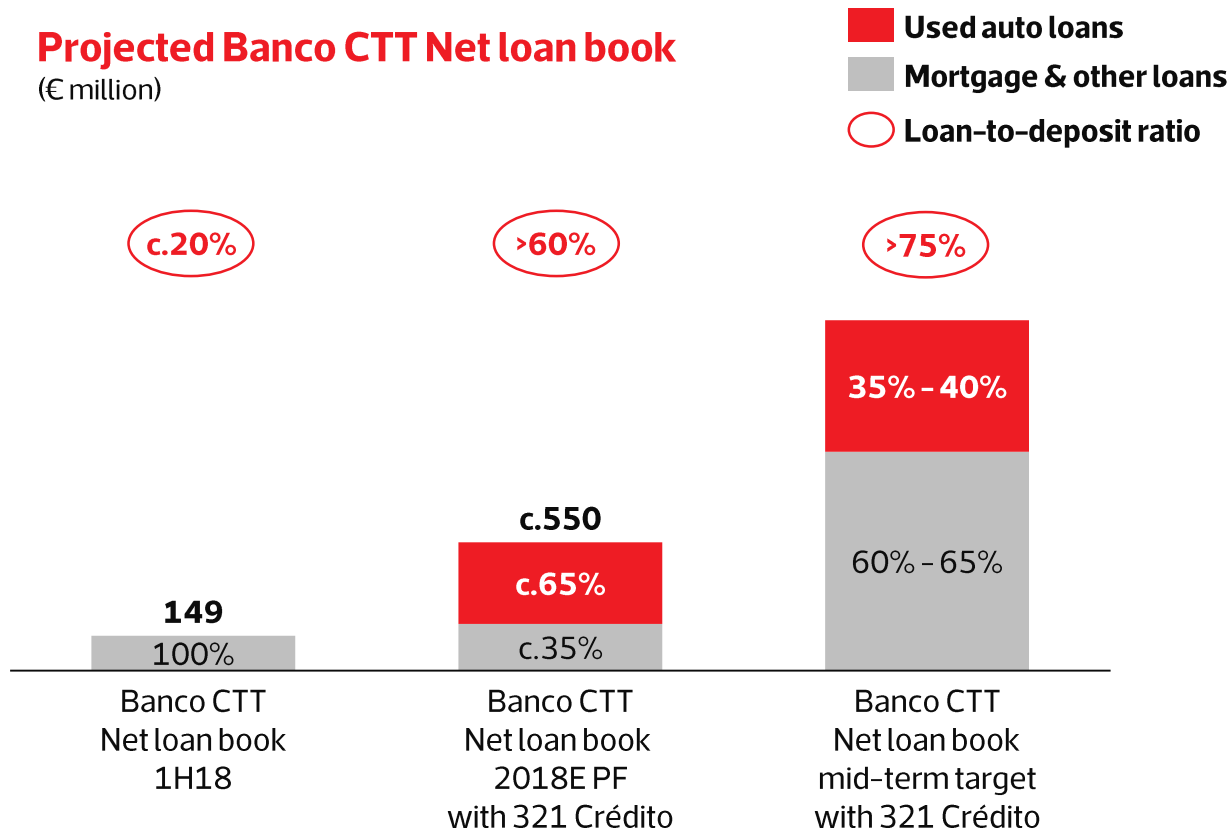 Projected Banco CTT Net loan book
(€ million)
Used auto loans
Mortgage & other loans
Loan-to-deposit ratio
c.20%
>60%
>75%
149
100%
c.550
c.65%
c.35%
35% – 40%
60% – 65%
Banco CTT
Net loan book
1H18
Banco CTT
Net loan book
2018E PF
with 321 Crédito
Banco CTT
Net loan book
mid-term target
with 321 Crédito